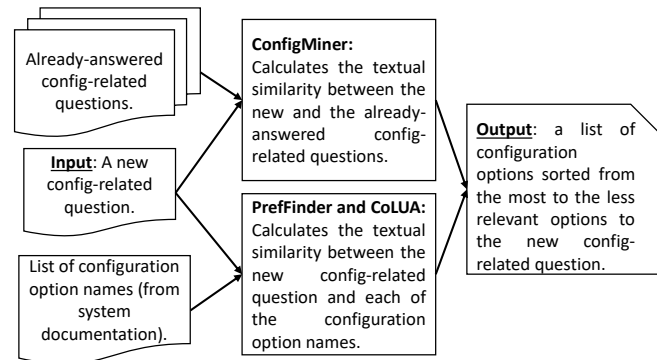 Already-answered
config-related
questions.
Input: A new
config-related
question.
List of configuration
option names (from
system
documentation).
ConfigMiner:
Calculates the textual
similarity between the
new and the already-
answered config-
related questions.
PrefFinder and CoLUA:
Calculates the textual
similarity between the
new config-related
question and each of
the configuration
option names.
Output: a list of
configuration
options sorted from
the most to the less
relevant options to
the new config-
related question.